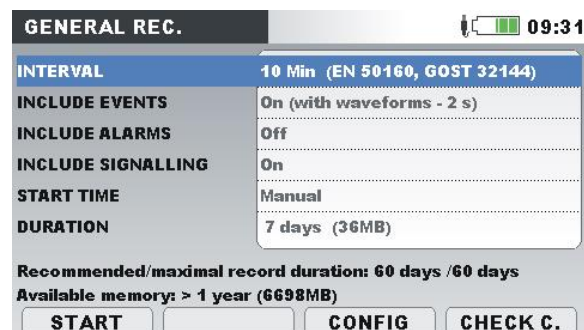 GENERAL REC. 09:31
INTERVAL 10 Min (EN 50160, GOST 32144)
INCLUDE EVENTS On (with waveforms - 2 s)
INCLUDE ALARMS Off
INCLUDE SIGNALLING On
START TIME Manual
DURATION 7 days (36MB)
Recommended/maximal record duration: 60 days /60 days
Available memory: > 1 year (6698MB)
START CONFIG CHECK C.